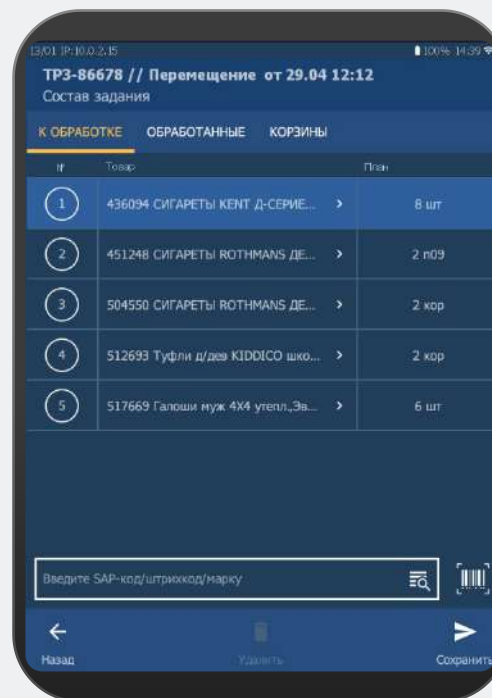 13/01 IP:10.0.2.15 100% 14:39
ТРЗ-86678 // Перемещение от 29.04 12:12
Состав задания
К ОБРАБОТКЕ ОБРАБОТАННЫЕ КОРЗИНЫ
№ Товар План
1 436094 СИГАРЕТЫ KENT Д-СЕРИЕ... > 8 шт
2 451248 СИГАРЕТЫ ROTHMANS ДЕ... > 2 п09
3 504550 СИГАРЕТЫ ROTHMANS ДЕ... > 2 кор
4 512693 Туфли д/дев KIDDICO шко... > 2 кор
5 517669 Галоши муж 4Х4 утепл.,Эв... > 6 шт
Введите SAP-код/штрихкод/марку
Назад Удалить Сохранить